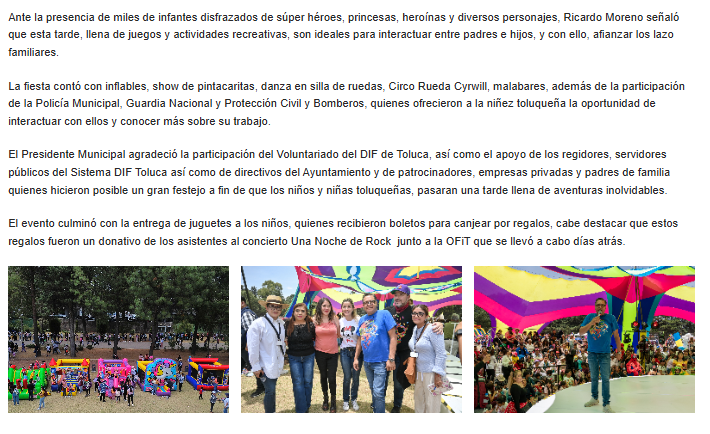 Ante la presencia de miles de infantes disfrazados de súper héroes, princesas, heroínas y diversos personajes, Ricardo Moreno señaló
que esta tarde, llena de juegos y actividades recreativas, son ideales para interactuar entre padres e hijos, y con ello, afianzar los lazo
familiares.
La fiesta contó con inflables, show de pintacaritas, danza en silla de ruedas, Circo Rueda Cyrwill, malabares, además de la participación
de la Policía Municipal, Guardia Nacional y Protección Civil y Bomberos, quienes ofrecieron a la niñez toluqueña la oportunidad de
interactuar con ellos y conocer más sobre su trabajo.
El Presidente Municipal agradeció la participación del Voluntariado del DIF de Toluca, así como el apoyo de los regidores, servidores
públicos del Sistema DIF Toluca así como de directivos del Ayuntamiento y de patrocinadores, empresas privadas y padres de familia
quienes hicieron posible un gran festejo a fin de que los niños y niñas toluqueñas, pasaran una tarde llena de aventuras inolvidables.
El evento culminó con la entrega de juguetes a los niños, quienes recibieron boletos para canjear por regalos, cabe destacar que estos
regalos fueron un donativo de los asistentes al concierto Una Noche de Rock  junto a la OFiT que se llevó a cabo días atrás.